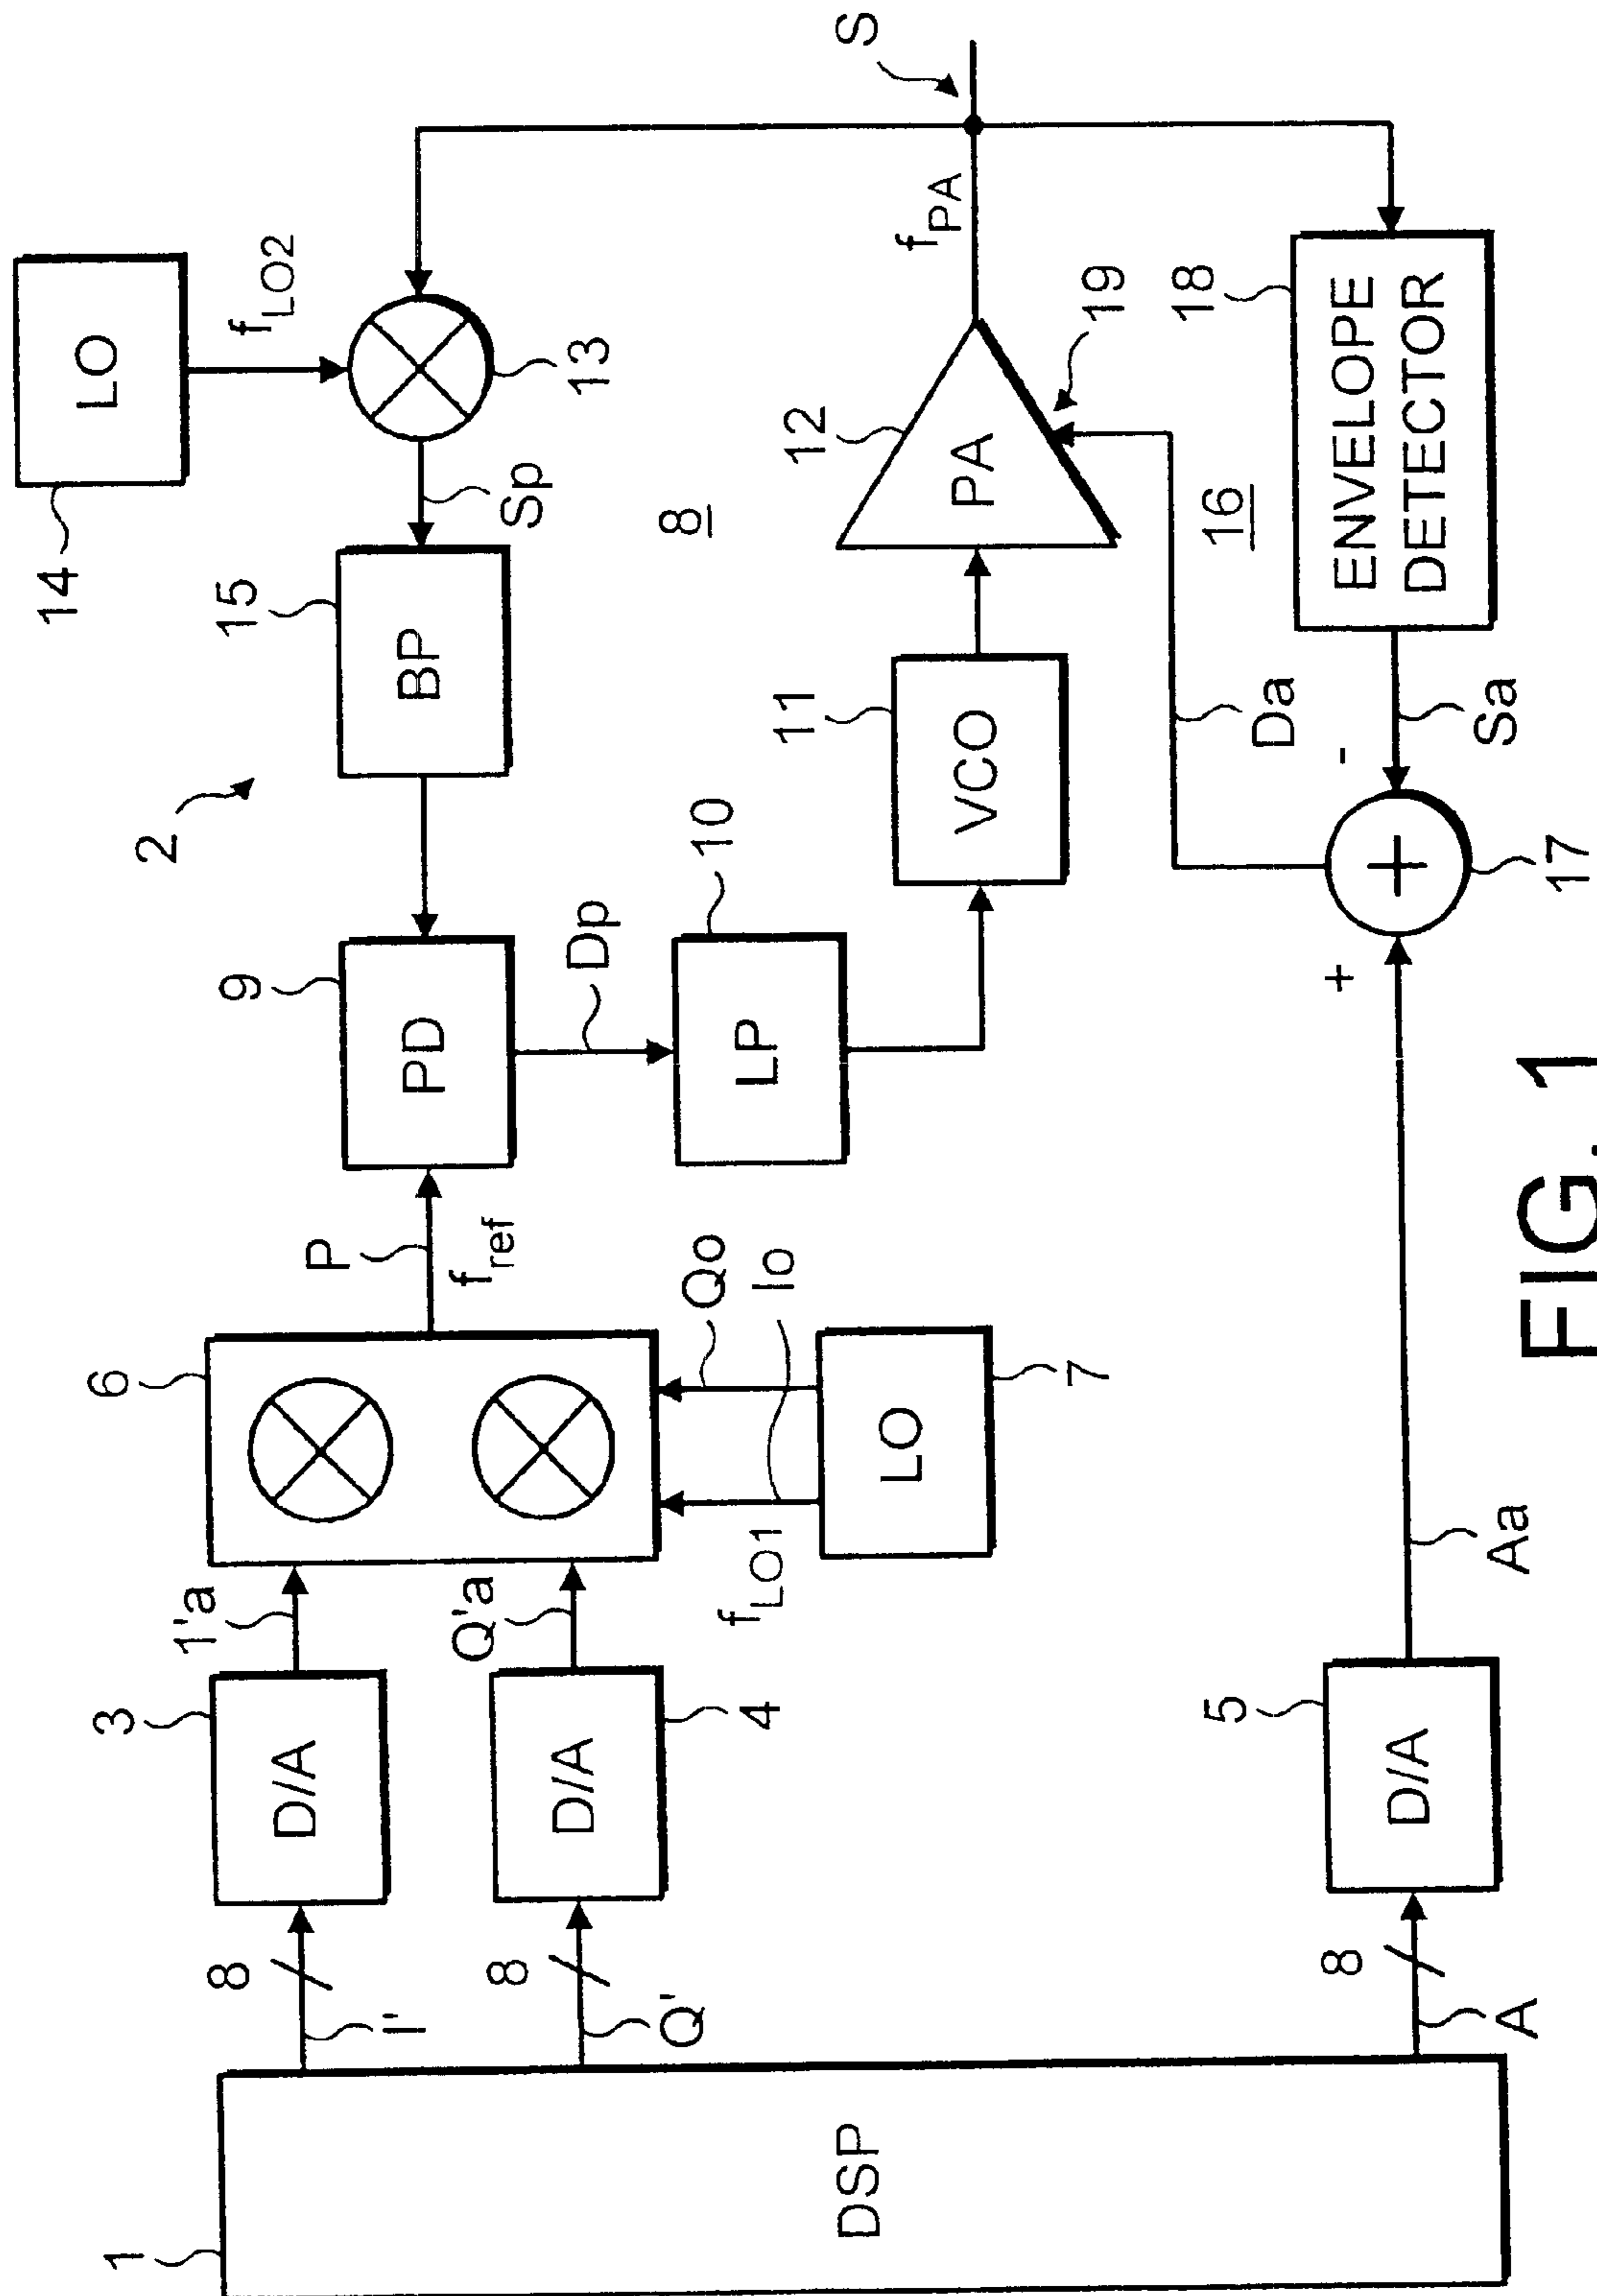 1
DSP
I'
8
Q'
8
A
8
3
D/A
4
D/A
5
D/A
1'a
Q'a
Aa
6
f_LO1
Qo
Io
LO
7
P
f_ref
9
PD
Dp
10
LP
2
15
BP
Sp
14
LO
f_LO2
13
8
11
VCO
12
PA
f_PA
19
S
16
Da
18
ENVELOPE
DETECTOR
Sa
+
-
+
17
FIG. 1